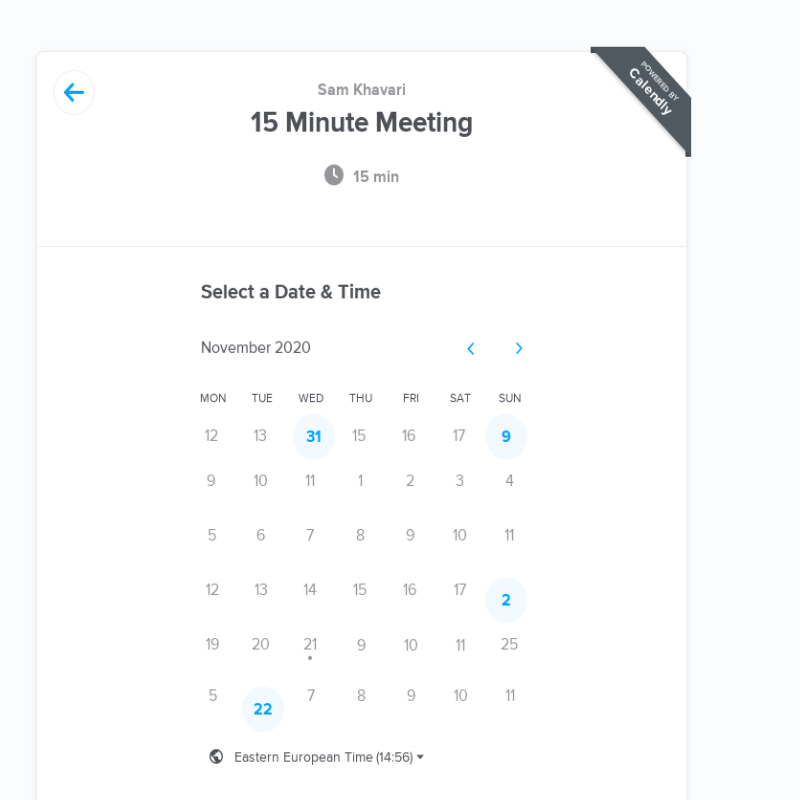 POWERED BY
Calendly
Sam Khavari
15 Minute Meeting
15 min
Select a Date & Time
November 2020
MON TUE WED THU FRI SAT SUN
12 13 31 15 16 17 9
9 10 11 1 2 3 4
5 6 7 8 9 10 11
12 13 14 15 16 17 2
19 20 21 9 10 11 25
5 22 7 8 9 10 11
Eastern European Time (14:56)